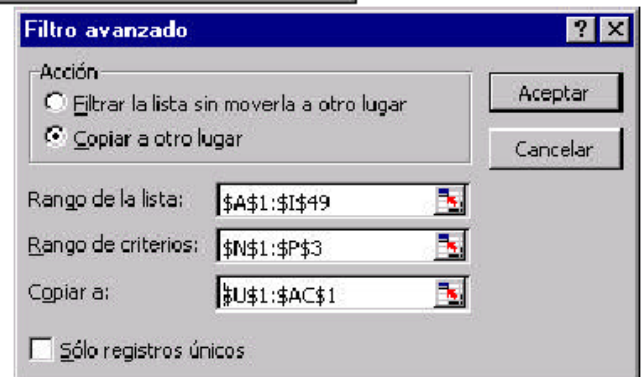 Filtro avanzado
Acción
Filtrar la lista sin moverla a otro lugar
Copiar a otro lugar
Aceptar
Cancelar
Rango de la lista: $A$1:$I$49
Rango de criterios: $N$1:$P$3
Copiar a: $U$1:$AC$1
Sólo registros únicos